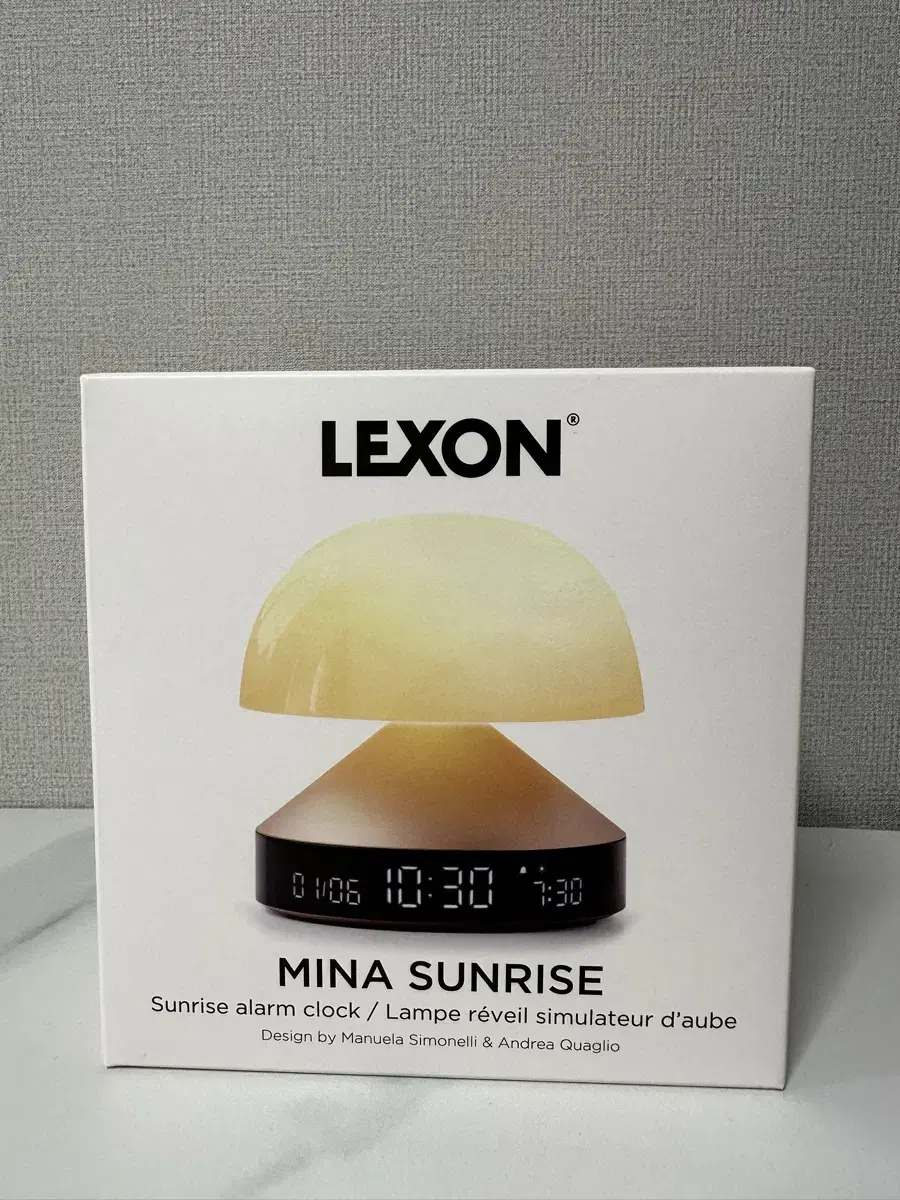 LEXON®
01/06 10:30 7:30
MINA SUNRISE
Sunrise alarm clock / Lampe réveil simulateur d'aube
Design by Manuela Simonelli & Andrea Quaglio